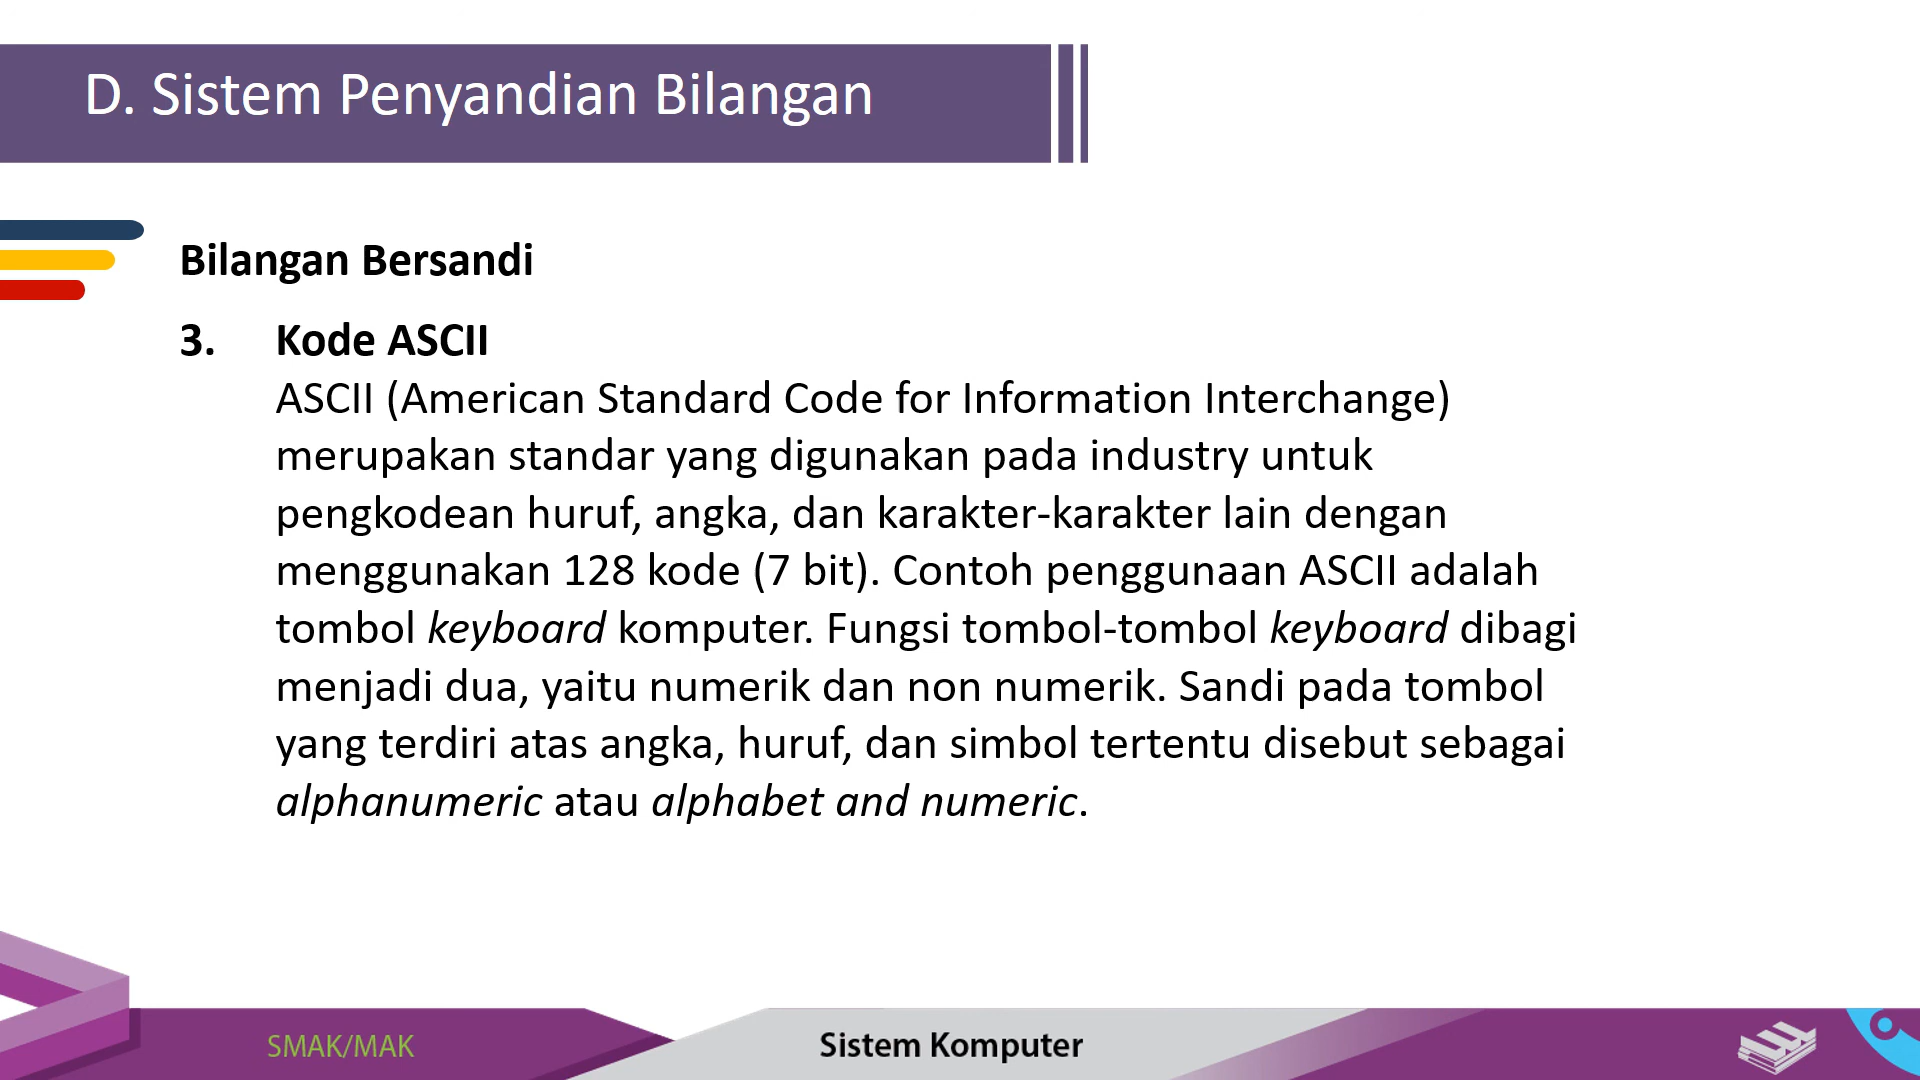 D. Sistem Penyandian Bilangan
Bilangan Bersandi
3. Kode ASCII
ASCII (American Standard Code for Information Interchange)
merupakan standar yang digunakan pada industry untuk
pengkodean huruf, angka, dan karakter-karakter lain dengan
menggunakan 128 kode (7 bit). Contoh penggunaan ASCII adalah
tombol keyboard komputer. Fungsi tombol-tombol keyboard dibagi
menjadi dua, yaitu numerik dan non numerik. Sandi pada tombol
yang terdiri atas angka, huruf, dan simbol tertentu disebut sebagai
alphanumeric atau alphabet and numeric.
SMAK/MAK
Sistem Komputer